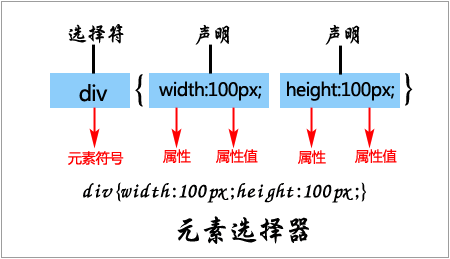 选择符 声明 声明
div { width:100px; height:100px; }
元素符号 属性 属性值 属性 属性值
div{width:100px;height:100px;}
元素选择器